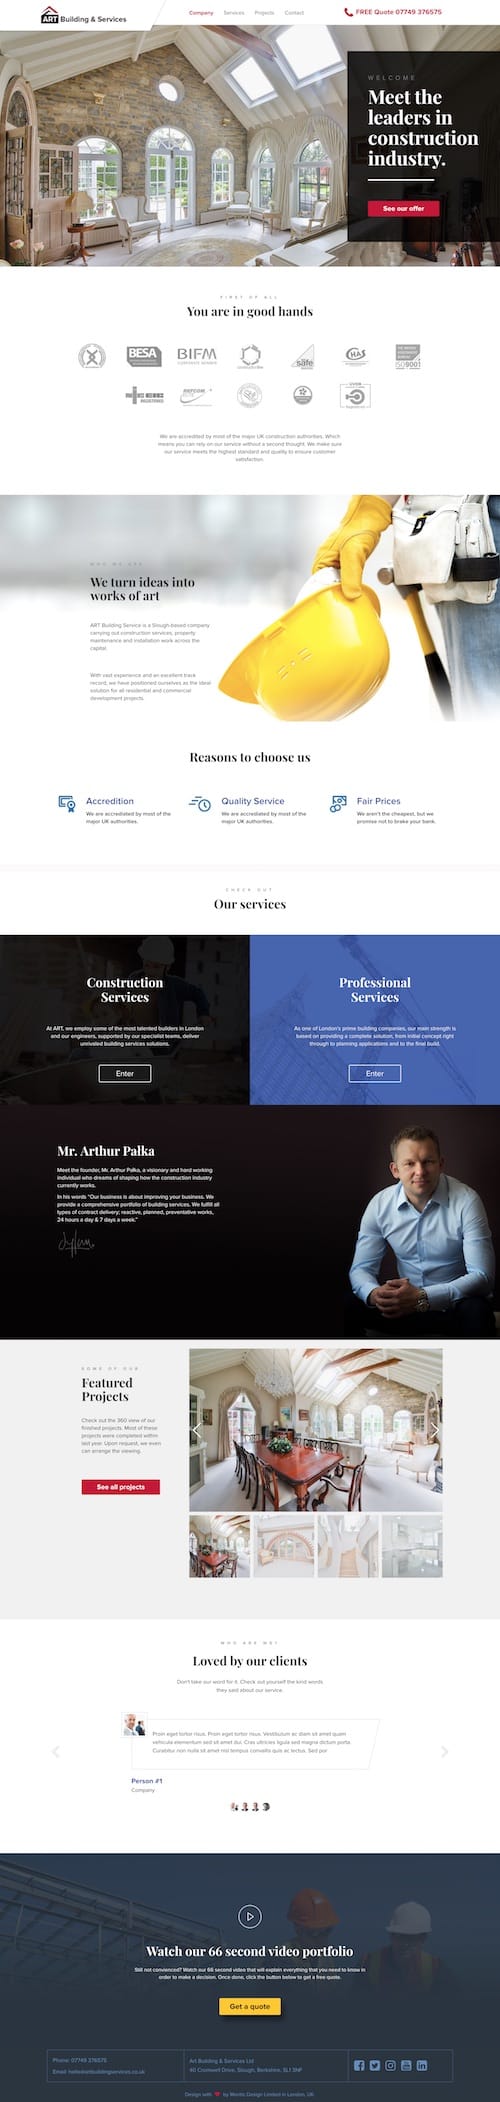 ART Building & Services
Company Services Projects Contact
FREE Quote 07749 376575
WELCOME
Meet the
leaders in
construction
industry.
See our offer
FIRST OF ALL
You are in good hands
BESA
BIFM
safe
CHAS
ISO9001
REFCOM
We are accredited by most of the major UK construction authorities. Which
means you can rely on our service without a second thought. We make sure
our service meets the highest standard and quality to ensure customer
satisfaction.
WHO WE ARE
We turn ideas into
works of art
ART Building Service is a Slough-based company
carrying out construction services, property
maintenance and installation work across the
capital.
With vast experience and an excellent track
record, we have positioned ourselves as the ideal
solution for all residential and commercial
development projects.
Reasons to choose us
Accredition
We are accrediated by most of the
major UK authorities.
Quality Service
We are accrediated by most of the
major UK authorities.
Fair Prices
We aren't the cheapest, but we
promise not to brake your bank.
CHECK OUT
Our services
Construction
Services
At ART, we employ some of the most talented builders in London
and our engineers, supported by our specialist teams, deliver
unrivaled building services solutions.
Enter
Professional
Services
As one of London's prime building companies, our main strength is
based on providing a complete solution, from initial concept right
through to planning applications and to the final build.
Enter
Mr. Arthur Pałka
Meet the founder, Mr. Arthur Pałka, a visionary and hard working
individual who dreams of shaping how the construction industry
currently works.
In his words "Our business is about improving your business. We
provide a comprehensive portfolio of building services. We fulfill all
types of contract delivery; reactive, planned, preventative works,
24 hours a day & 7 days a week."
SOME OF OUR
Featured
Projects
Check out the 360 view of our
finished projects. Most of these
projects were completed within
last year. Upon request, we even
can arrange the viewing.
See all projects
WHO ARE WE?
Loved by our clients
Don't take our word for it. Check out yourself the kind words
they said about our service.
Proin eget tortor risus. Proin eget tortor risus. Vestibulum ac diam sit amet quam
vehicula elementum sed sit amet dui. Cras ultricies ligula sed magna dictum porta.
Curabitur non nulla sit amet nisl tempus convallis quis ac lectus. Sed por
Person #1
Company
Watch our 66 second video portfolio
Still not convenced? Watch our 66 second video that will explain everything that you need to know in
order to make a decision. Once done, click the button below to get a free quote.
Get a quote
Phone: 07749 376575
Email: hello@artbuildingservices.co.uk
Art Building & Services Ltd
40 Cromwell Drive, Slough, Berkshire, SL1 3NP
Design with by Montic Design Limited in London, UK